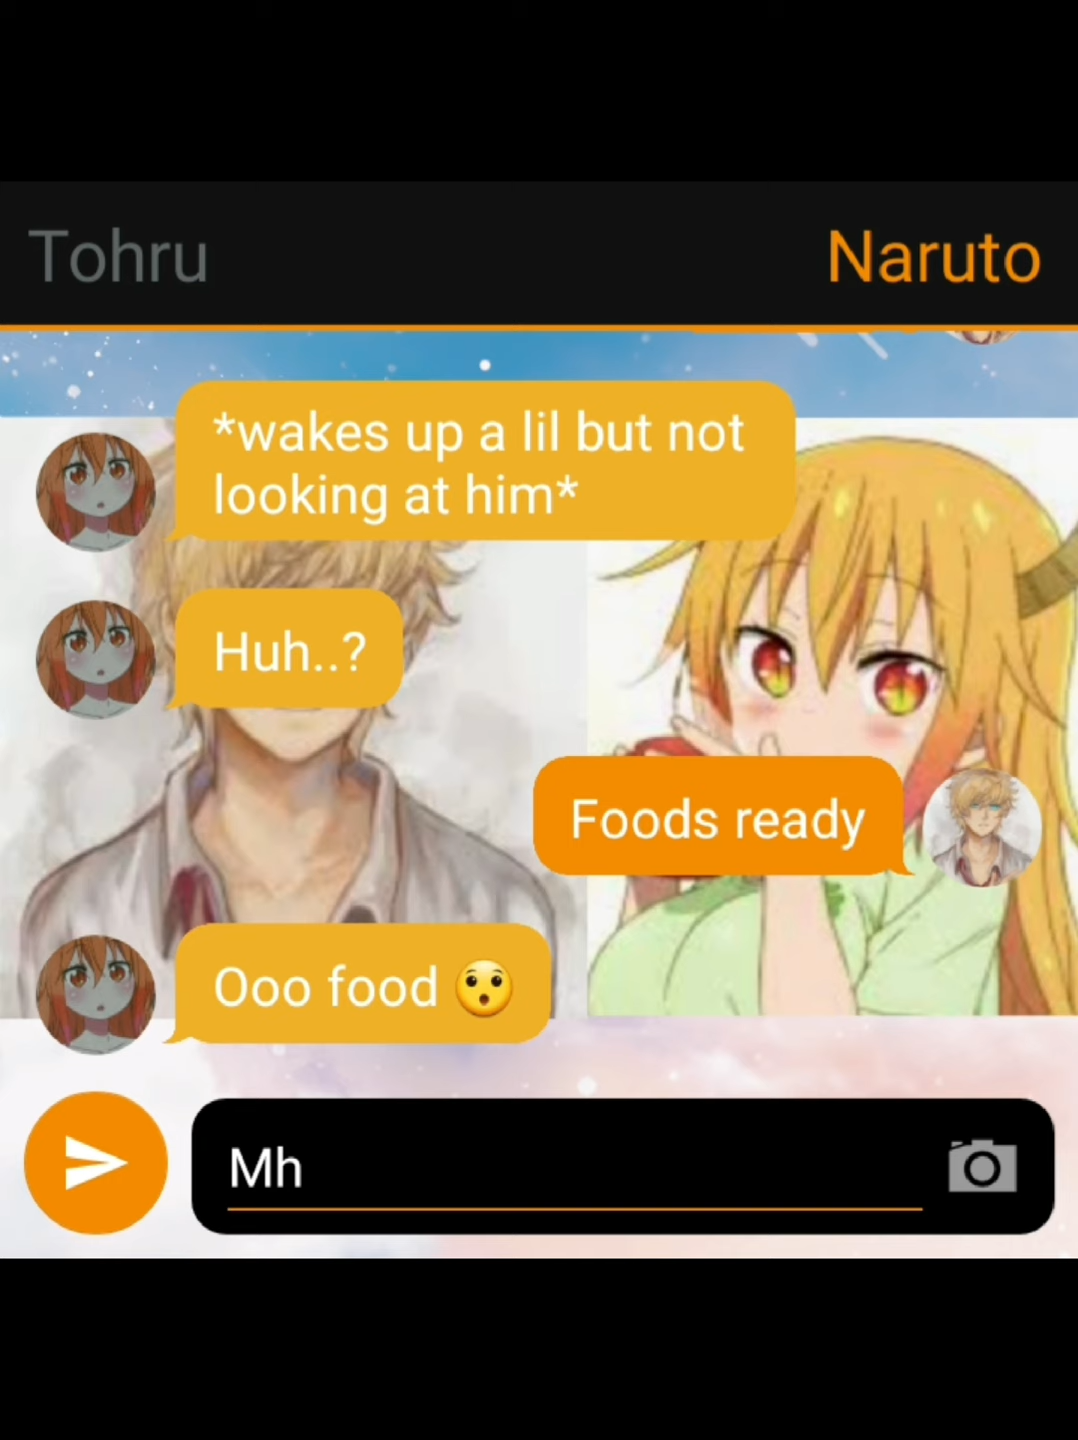 Tohru
Naruto
*wakes up a lil but not
looking at him*
Huh..?
Foods ready
Ooo food 😯
Mh